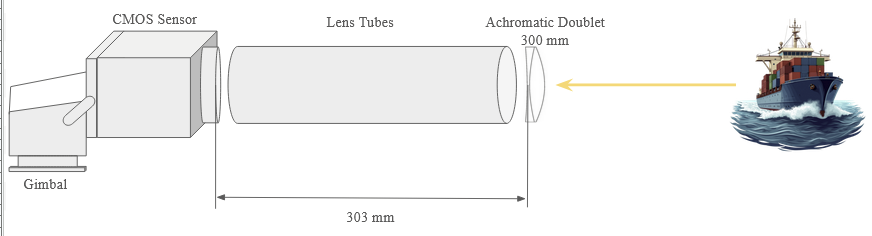 CMOS Sensor
Lens Tubes
Achromatic Doublet
300 mm
Gimbal
303 mm